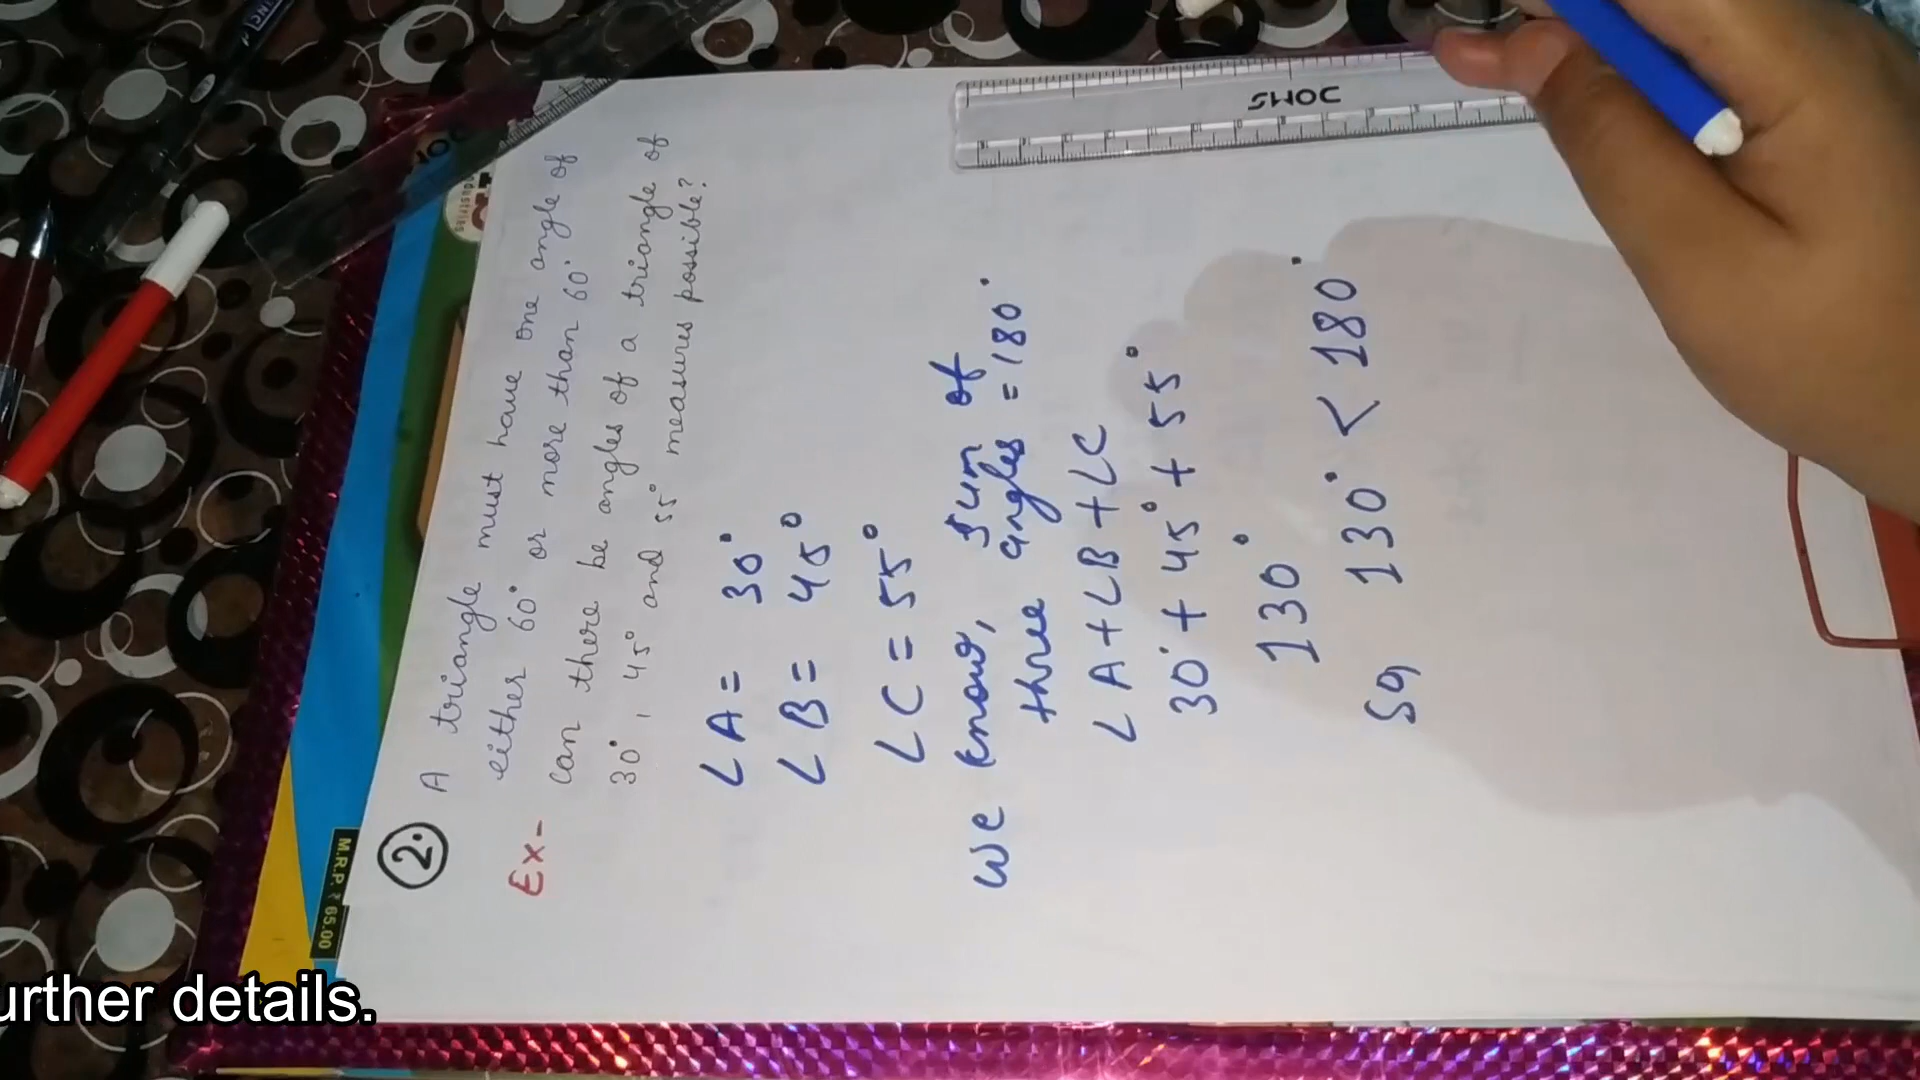 2.
A triangle must have one angle of
either 60° or more than 60°
Ex-
Can there be angles of a triangle of
30°, 45° and 55° measures possible?
∠A = 30°
∠B = 45°
∠C = 55°
We know, Sum of
three angles = 180°
∠A+∠B+∠C
30°+45°+55°
130°
So 130° < 180°
DOMS
M.R.P. ₹ 65.00
urther details.